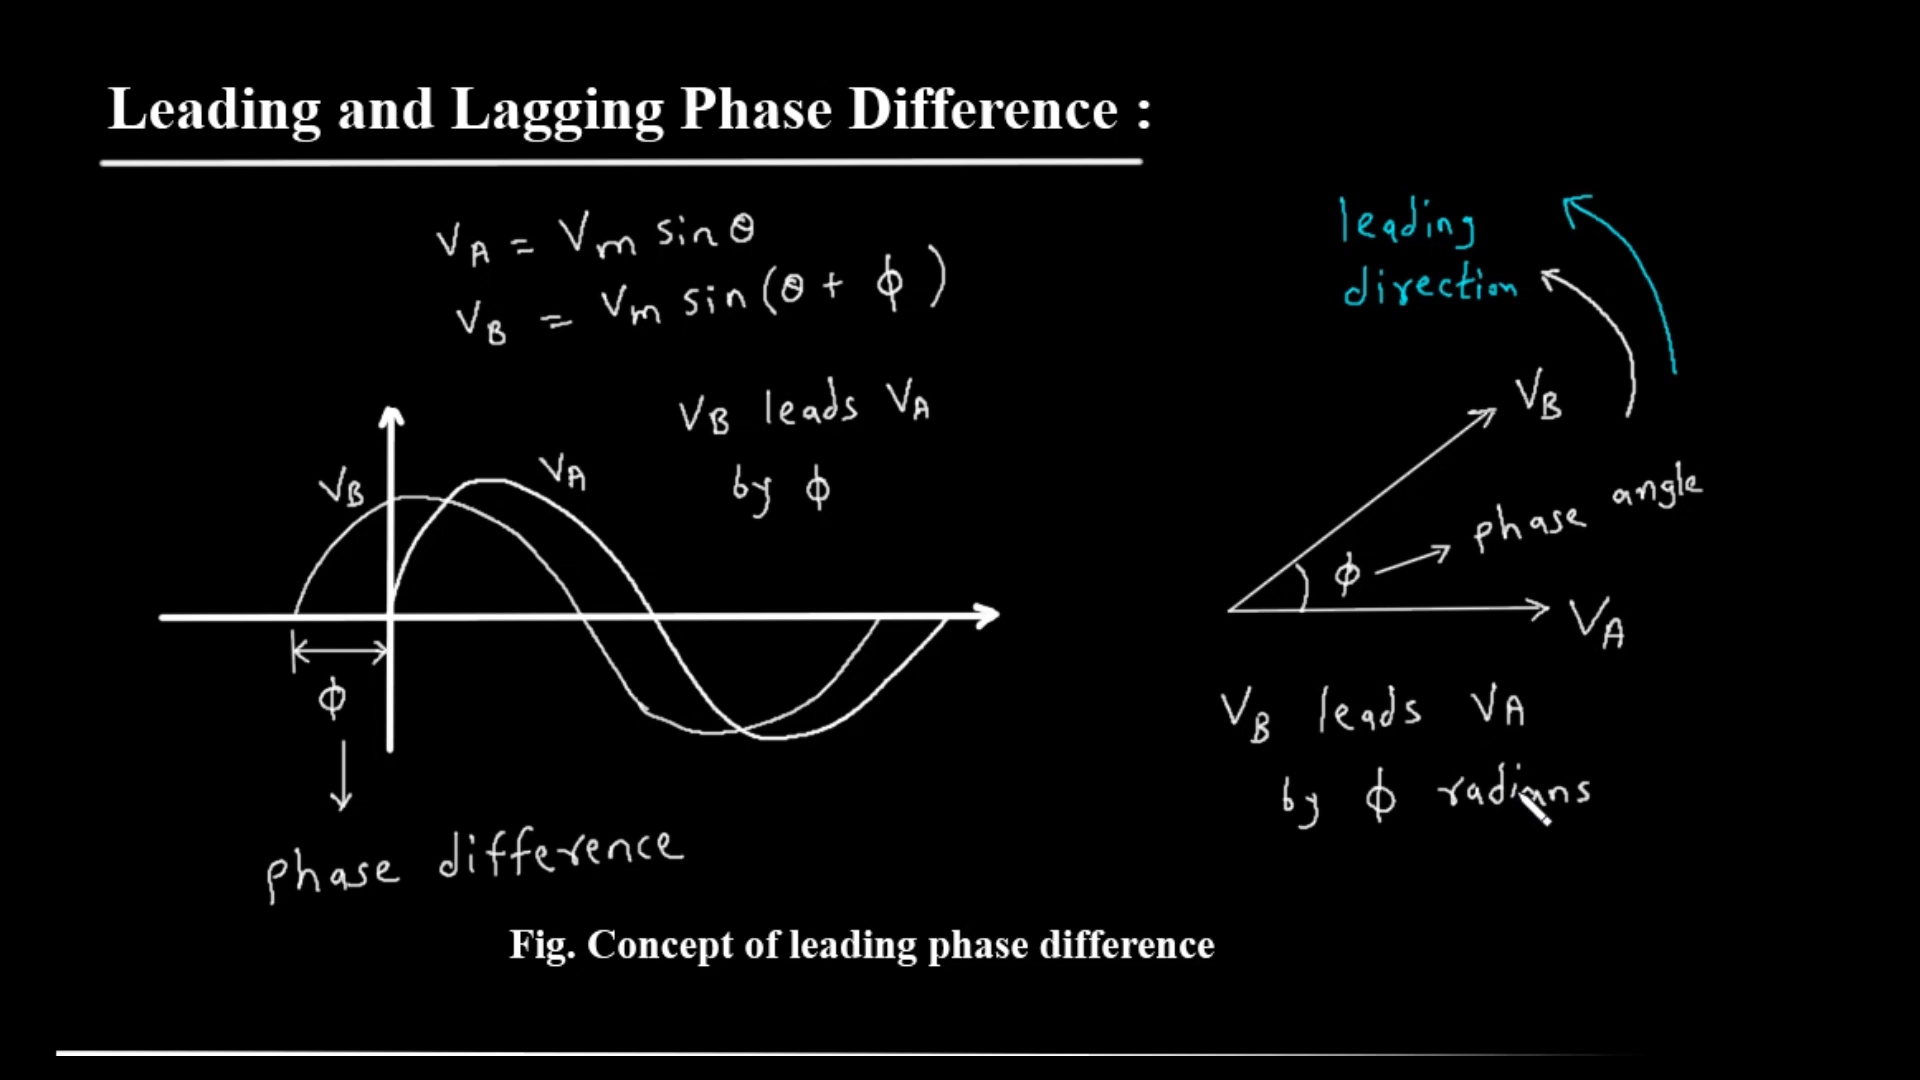 Leading and Lagging Phase Difference :
VA = Vm sinθ
VB = Vm sin(θ + ϕ)
VB leads VA
by ϕ
VB
VA
ϕ
phase difference
leading
direction
VB
ϕ → phase angle
VA
VB leads VA
by ϕ radians
Fig. Concept of leading phase difference